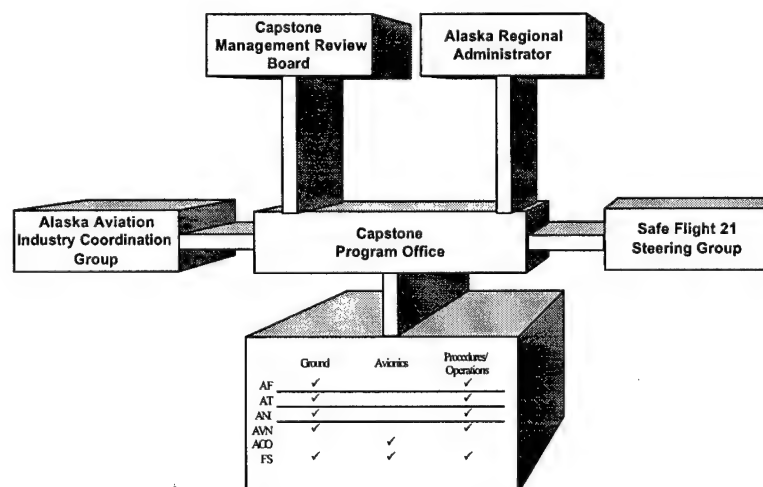 Capstone
Management Review
Board
Alaska Regional
Administrator
Alaska Aviation
Industry Coordination
Group
Capstone
Program Office
Safe Flight 21
Steering Group
Ground Avionics Procedures/
Operations
AF ✓ ✓
AT ✓ ✓
ANI ✓ ✓
AVN ✓ ✓
ACO ✓
FS ✓ ✓ ✓